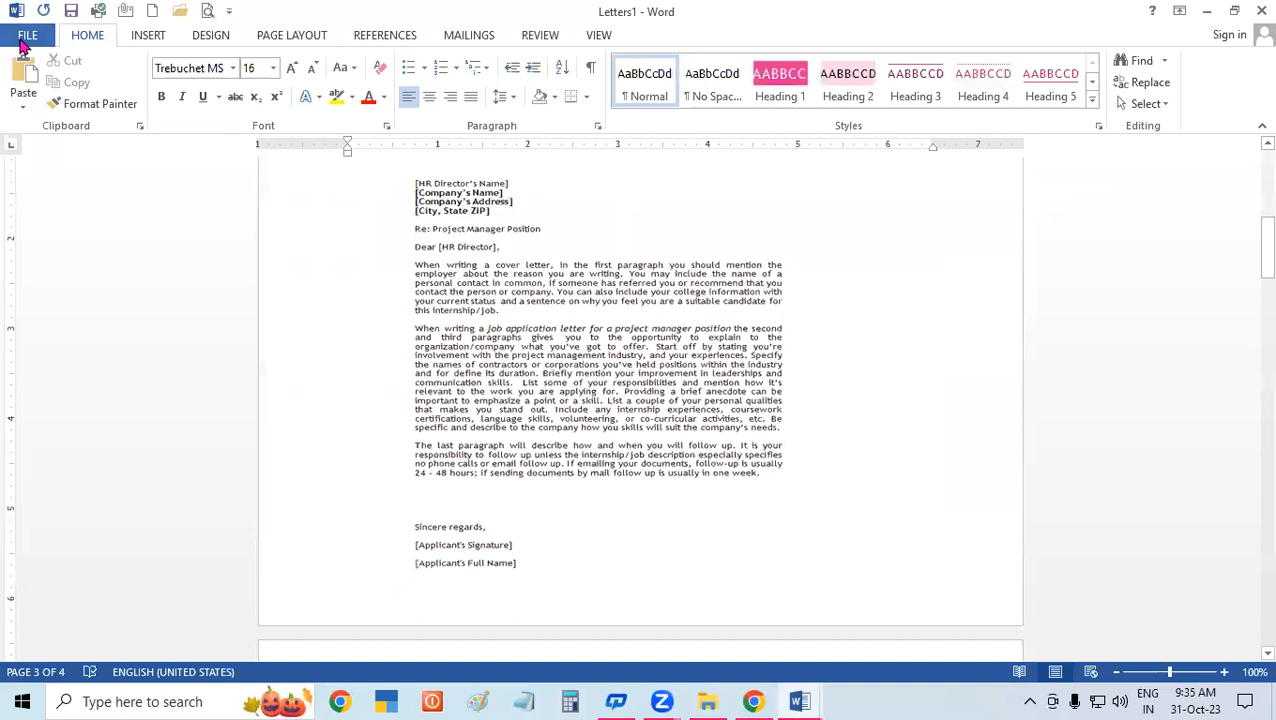 Letters1 - Word
Sign in
FILE HOME INSERT DESIGN PAGE LAYOUT REFERENCES MAILINGS REVIEW VIEW
Paste
Cut
Copy
Format Painter
Clipboard
Trebuchet MS 16
Font
Paragraph
AaBbCcDd AaBbCcDd AABBCC AABBCCD AABBCCD AABBCCD AABBCCD
¶ Normal ¶ No Spac... Heading 1 Heading 2 Heading 3 Heading 4 Heading 5
Styles
Find
Replace
Select
Editing
[HR Director's Name]
[Company's Name]
[Company's Address]
[City, State ZIP]
Re: Project Manager Position
Dear [HR Director],
When writing a cover letter, in the first paragraph you should mention the
employer about the reason you are writing. You may include the name of a
personal contact in common, if someone has referred you or recommend that you
contact the person or company. You can also include your college information with
your current status and a sentence on why you feel you are a suitable candidate for
this internship/job.
When writing a job application letter for a project manager position the second
and third paragraphs gives you to the opportunity to explain to the
organization/company what you've got to offer. Start off by stating you're
involvement with the project management industry, and your experiences. Specify
the names of contractors or corporations you've held positions within the industry
and for define its duration. Briefly mention your improvement in leaderships and
communication skills. List some of your responsibilities and mention how it's
relevant to the work you are applying for. Providing a brief anecdote can be
important to emphasize a point or a skill. List a couple of your personal qualities
that makes you stand out. Include any internship experiences, coursework
certifications, language skills, volunteering, or co-curricular activities, etc. Be
specific and describe to the company how you skills will suit the company's needs.
The last paragraph will describe how and when you will follow up. It is your
responsibility to follow up unless the internship/job description especially specifies
no phone calls or email follow up. If emailing your documents, follow-up is usually
24 - 48 hours; if sending documents by mail follow up is usually in one week.
Sincere regards,
[Applicant's Signature]
[Applicant's Full Name]
PAGE 3 OF 4 ENGLISH (UNITED STATES) 100%
Type here to search
ENG
IN
9:35 AM
31-Oct-23